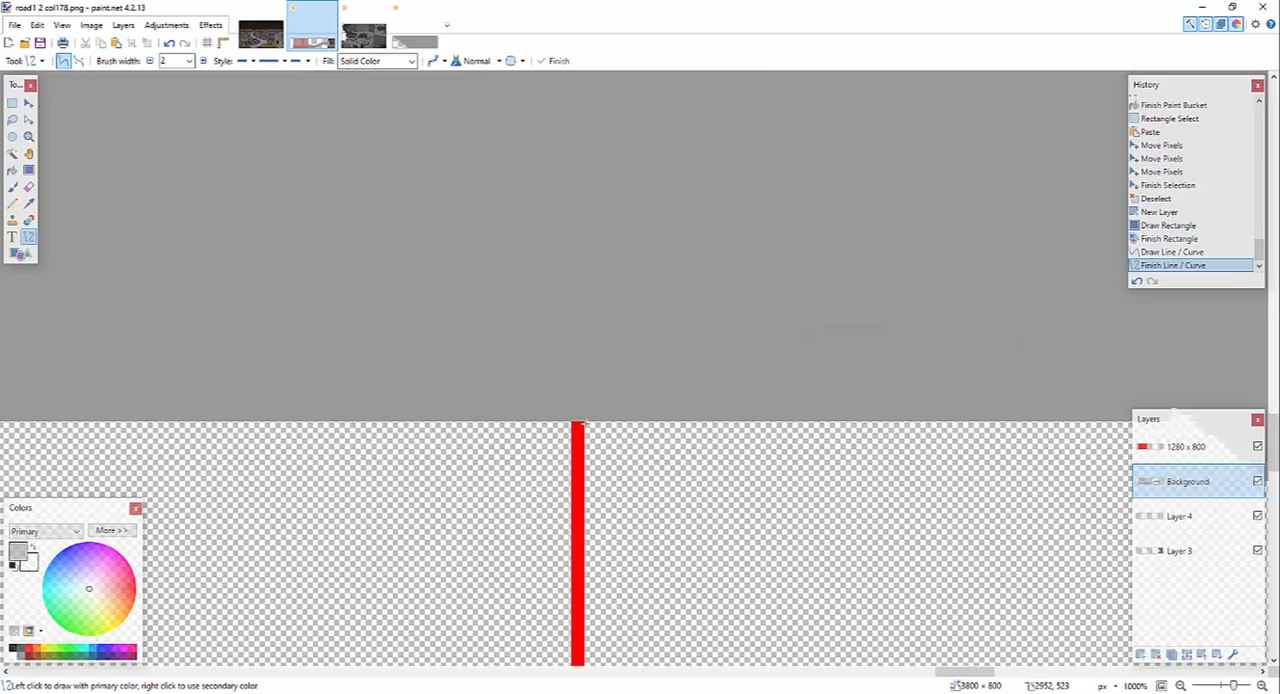 road1 2 col178.png - paint.net 4.2.13
File Edit View Image Layers Adjustments Effects
Tool: Brush width: 2 Style: Fill: Solid Color Normal Finish
To...
History
Finish Paint Bucket
Rectangle Select
Paste
Move Pixels
Move Pixels
Move Pixels
Finish Selection
Deselect
New Layer
Draw Rectangle
Finish Rectangle
Draw Line / Curve
Finish Line / Curve
Layers
1280 x 800
Background
Layer 4
Layer 3
Colors
Primary More >>
Left click to draw with primary color, right click to use secondary color 3800 × 800 2952, 523 px 1000%